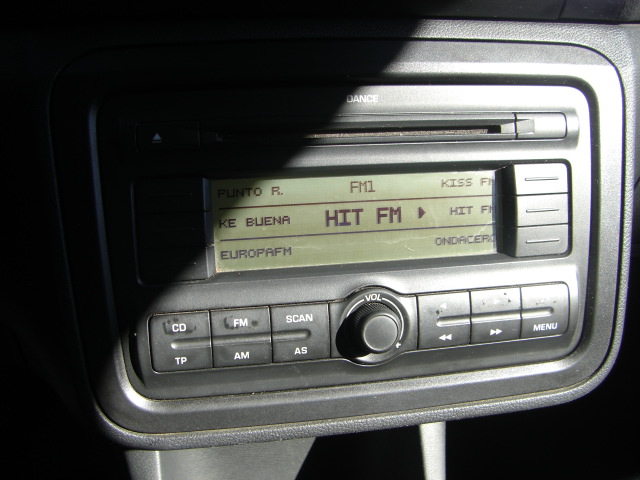 DANCE
PUNTO R. FM1 KISS FM
KE BUENA HIT FM HIT FM
EUROPAFM ONDACERO
VOL
CD FM SCAN
TP AM AS
MENU